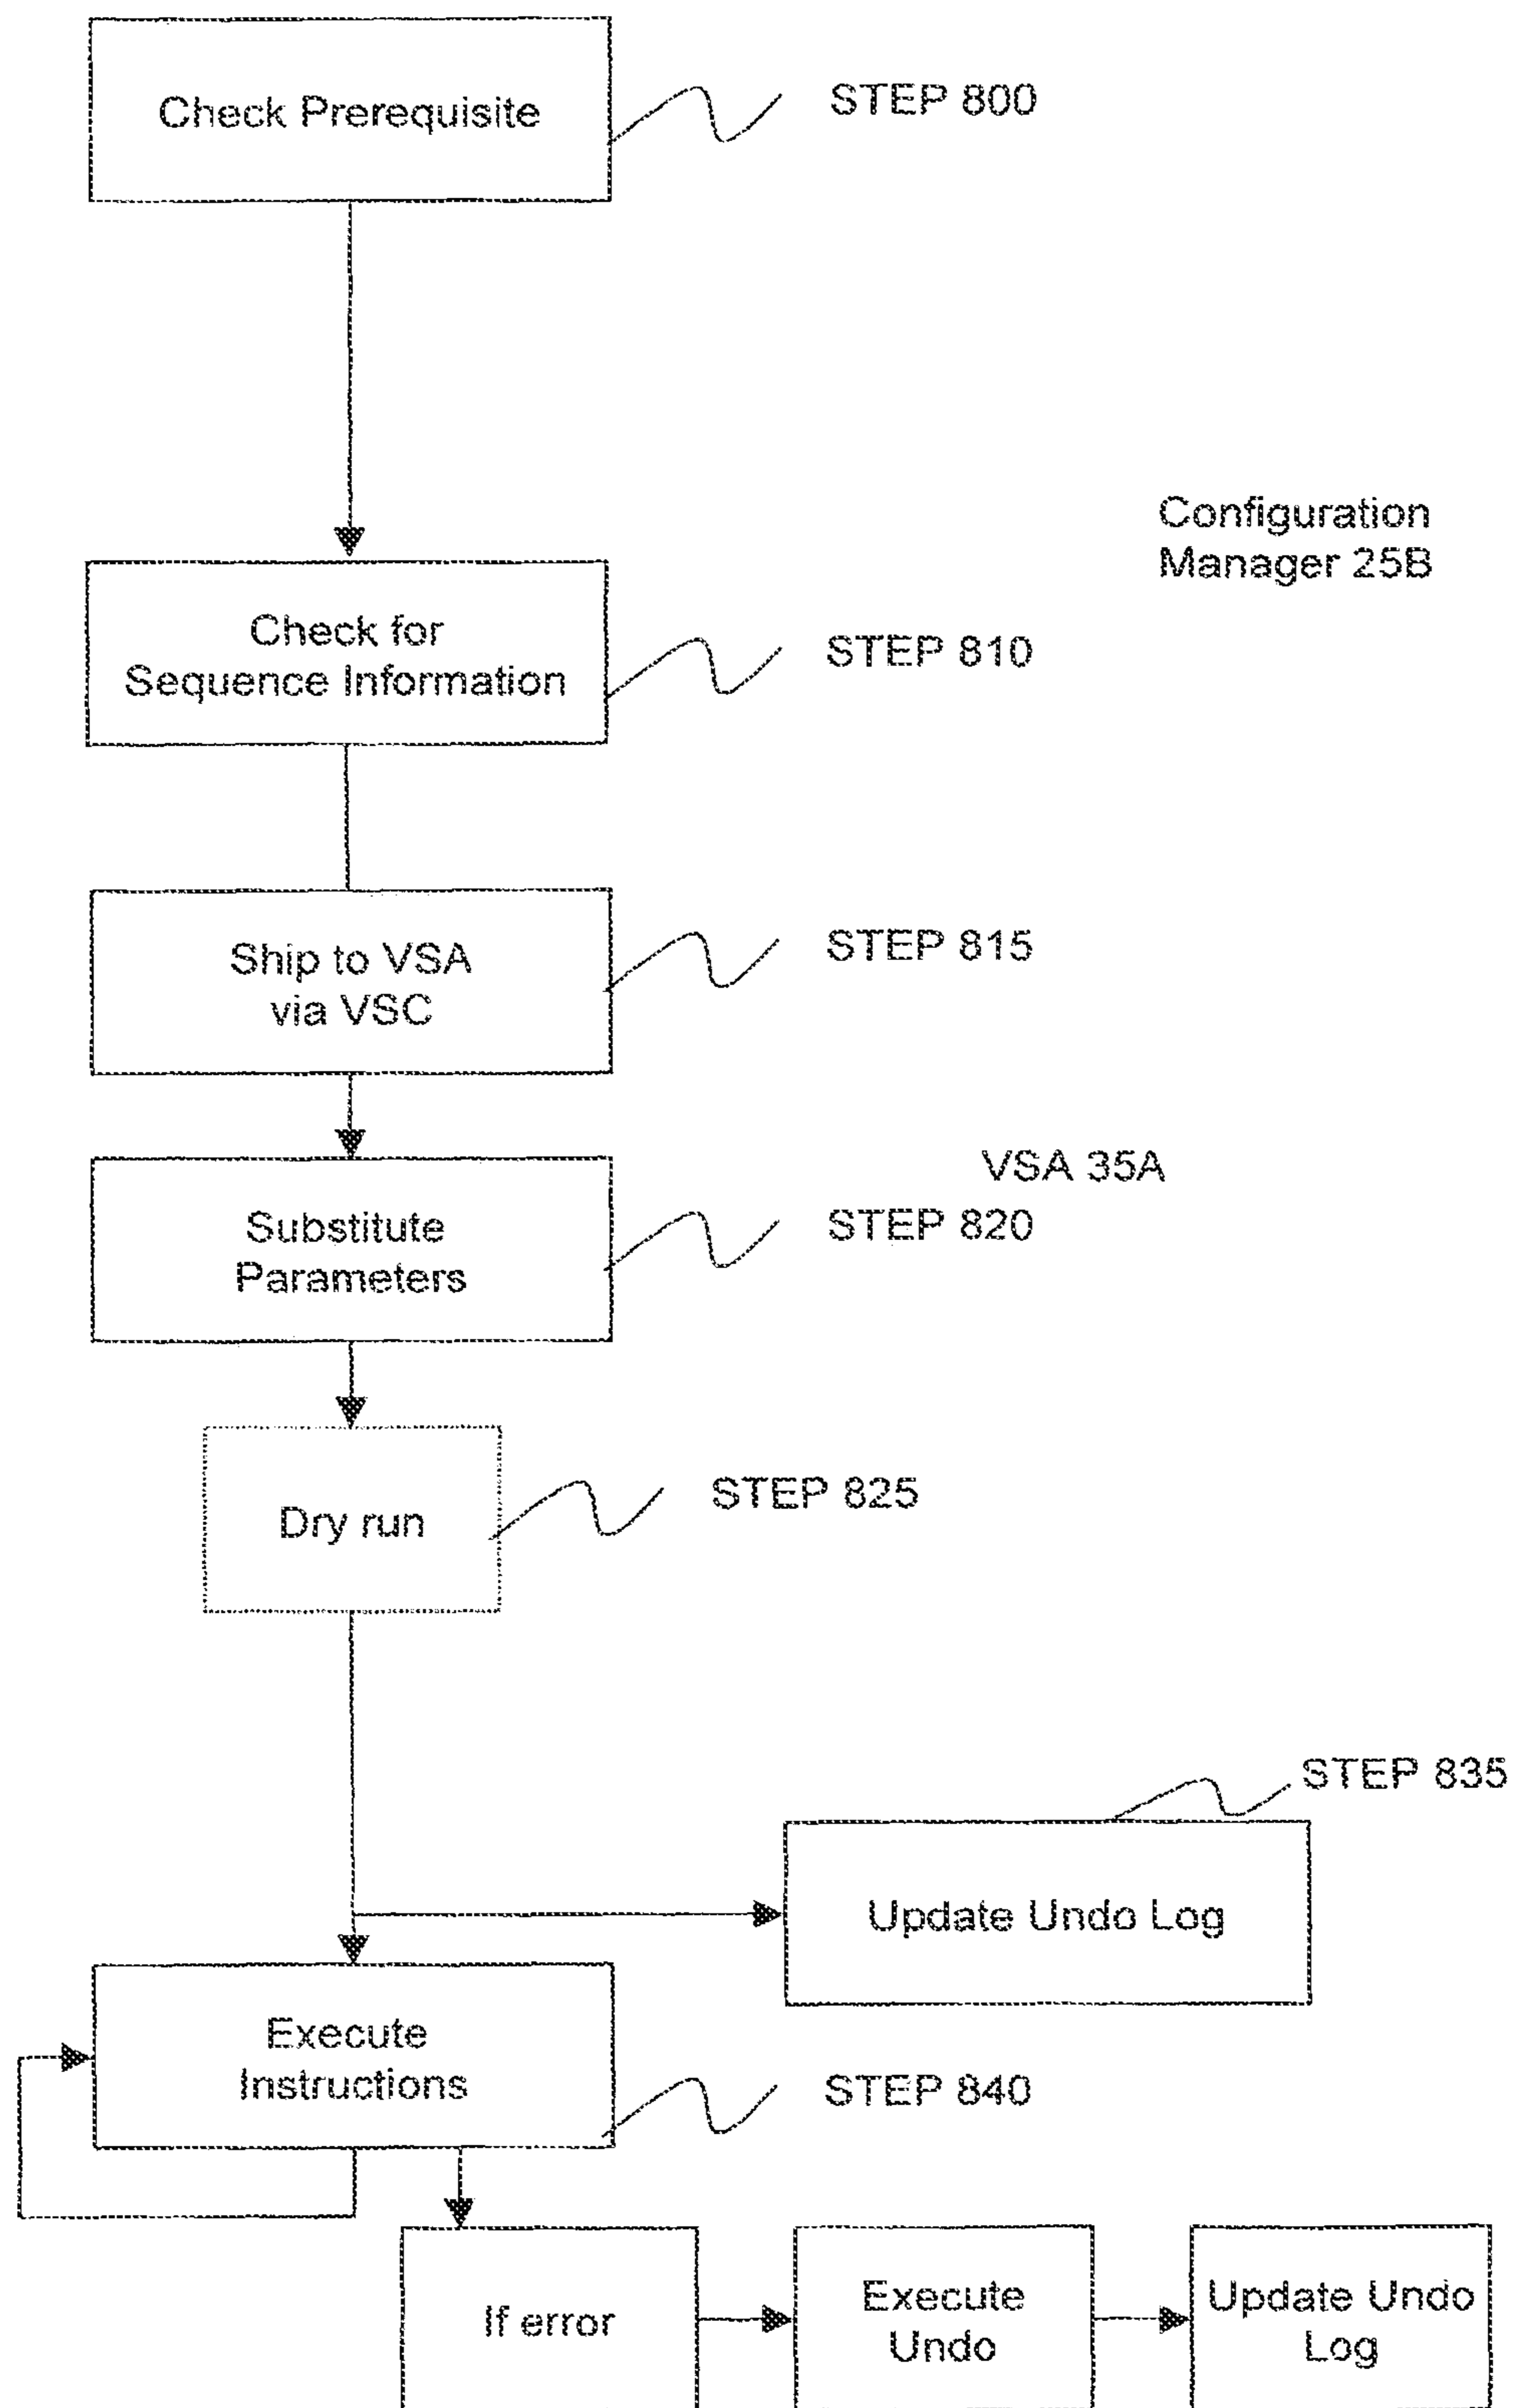 Check Prerequisite
STEP 800
Configuration
Manager 25B
Check for
Sequence Information
STEP 810
Ship to VSA
via VSC
STEP 815
VSA 35A
Substitute
Parameters
STEP 820
Dry run
STEP 825
STEP 835
Update Undo Log
Execute
Instructions
STEP 840
If error
Execute
Undo
Update Undo
Log